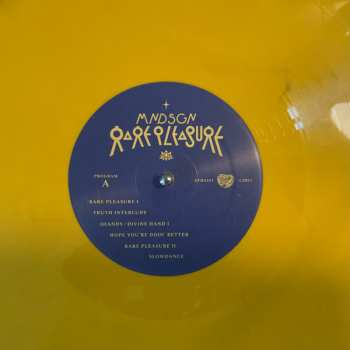 MNDSGN
RARE PLEASURE
PROGRAM
A
RARE PLEASURE I
TRUTH INTERLUDE
3HANDS / DIVINE HAND I
HOPE YOU'RE DOIN' BETTER
RARE PLEASURE II
SLOWDANCE